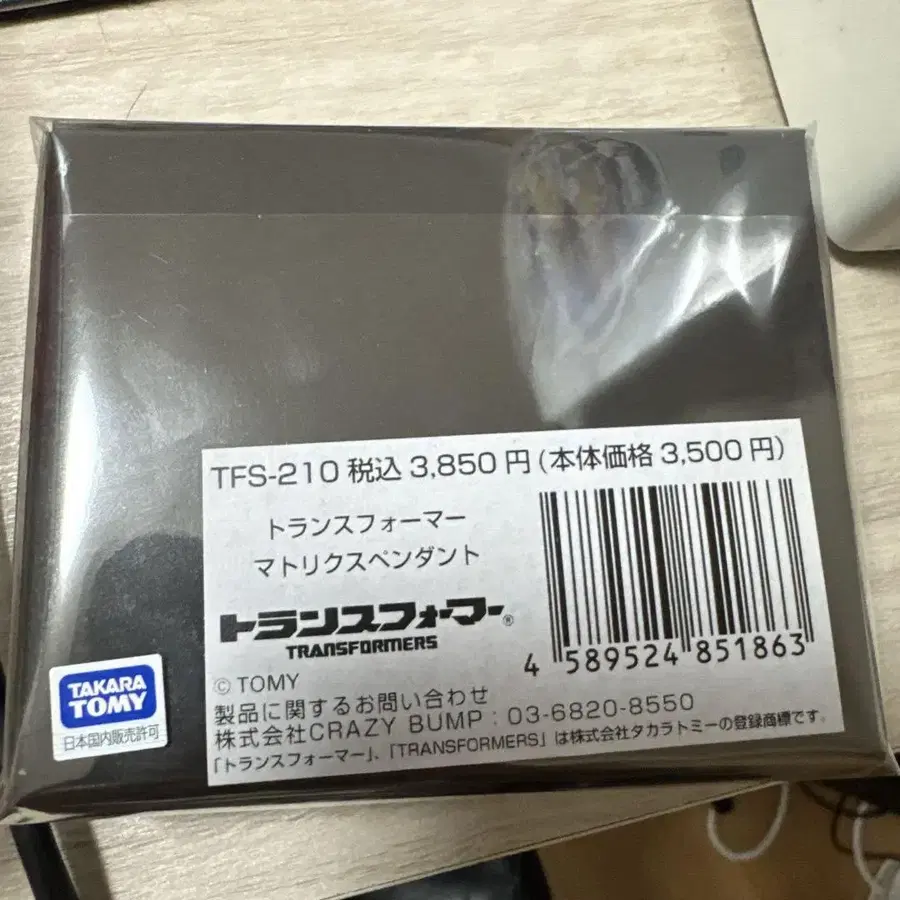 TFS-210 税込 3,850 円 (本体価格 3,500 円)
トランスフォーマー
マトリクスペンダント
トランスフォーマー®
TRANSFORMERS
4 589524 851863
© TOMY
製品に関するお問い合わせ
株式会社CRAZY BUMP : 03-6820-8550
「トランスフォーマー」、「TRANSFORMERS」は株式会社タカラトミーの登録商標です。
TAKARA
TOMY
日本国内販売許可